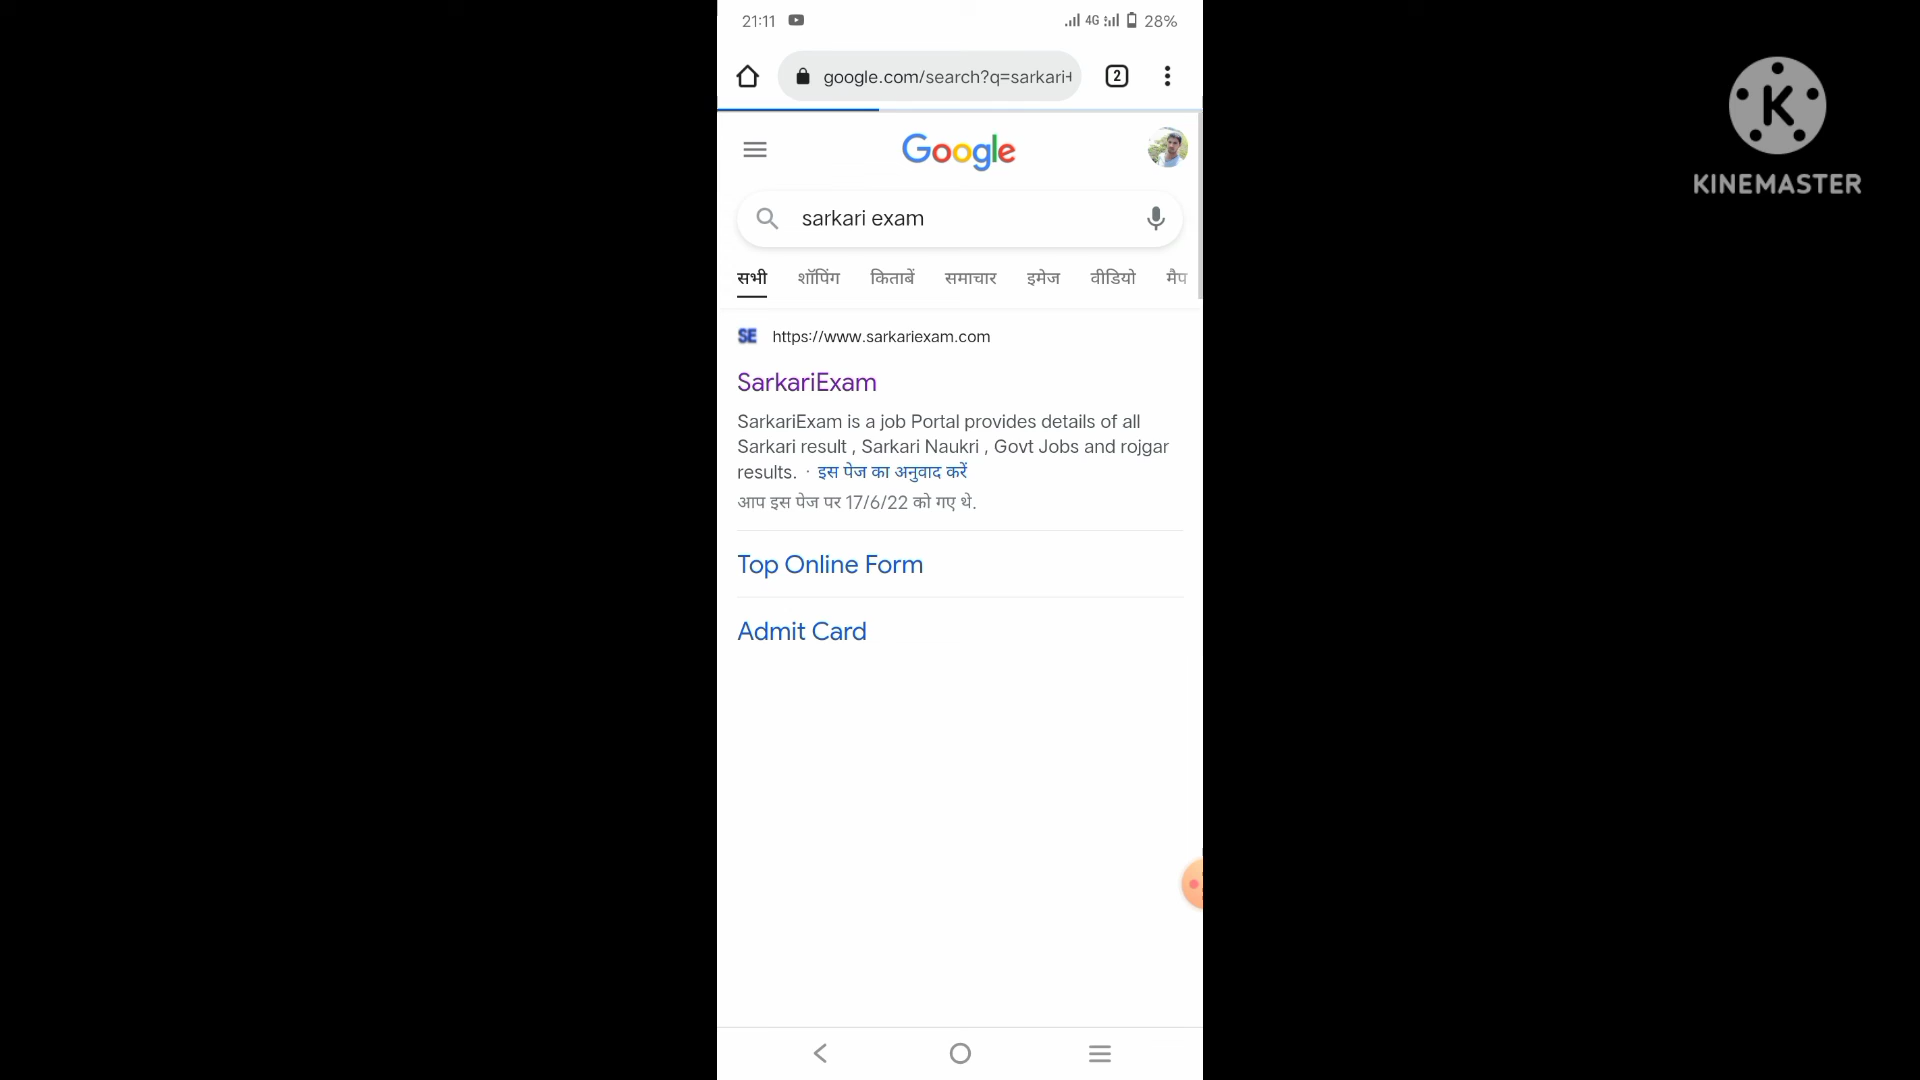 21:11
4G
28%
google.com/search?q=sarkari+
2
Google
sarkari exam
सभी शॉपिंग किताबें समाचार इमेज वीडियो मैप
SE https://www.sarkariexam.com
SarkariExam
SarkariExam is a job Portal provides details of all
Sarkari result , Sarkari Naukri , Govt Jobs and rojgar
results. · इस पेज का अनुवाद करें
आप इस पेज पर 17/6/22 को गए थे.
Top Online Form
Admit Card
K
KINEMASTER